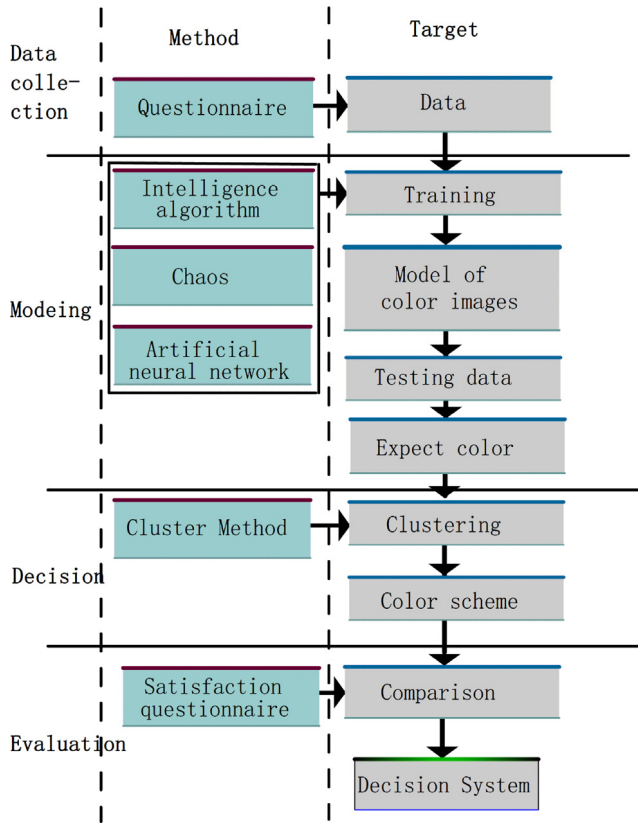 Method
Target
Data
colle-
ction
Questionnaire
Data
Modeing
Intelligence
algorithm
Training
Chaos
Model of
color images
Artificial
neural network
Testing data
Expect color
Decision
Cluster Method
Clustering
Color scheme
Evaluation
Satisfaction
questionnaire
Comparison
Decision System